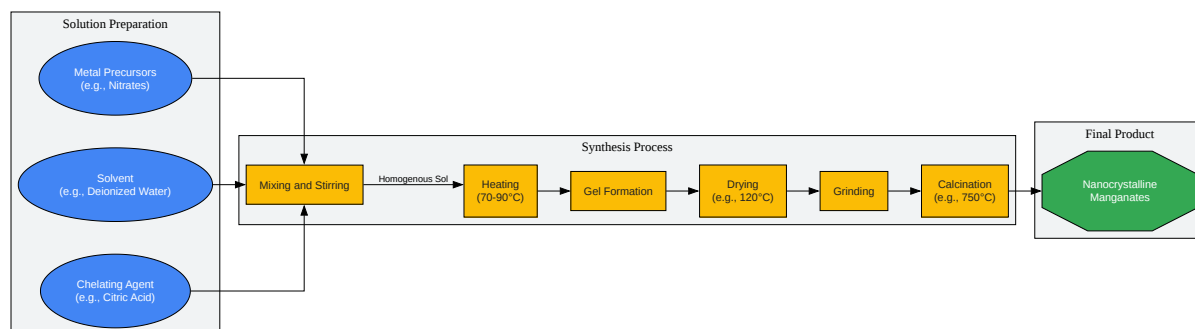 Solution Preparation
Metal Precursors
(e.g., Nitrates)
Solvent
(e.g., Deionized Water)
Chelating Agent
(e.g., Citric Acid)
Synthesis Process
Mixing and Stirring
Homogenous Sol
Heating
(70-90°C)
Gel Formation
Drying
(e.g., 120°C)
Grinding
Calcination
(e.g., 750°C)
Final Product
Nanocrystalline
Manganates